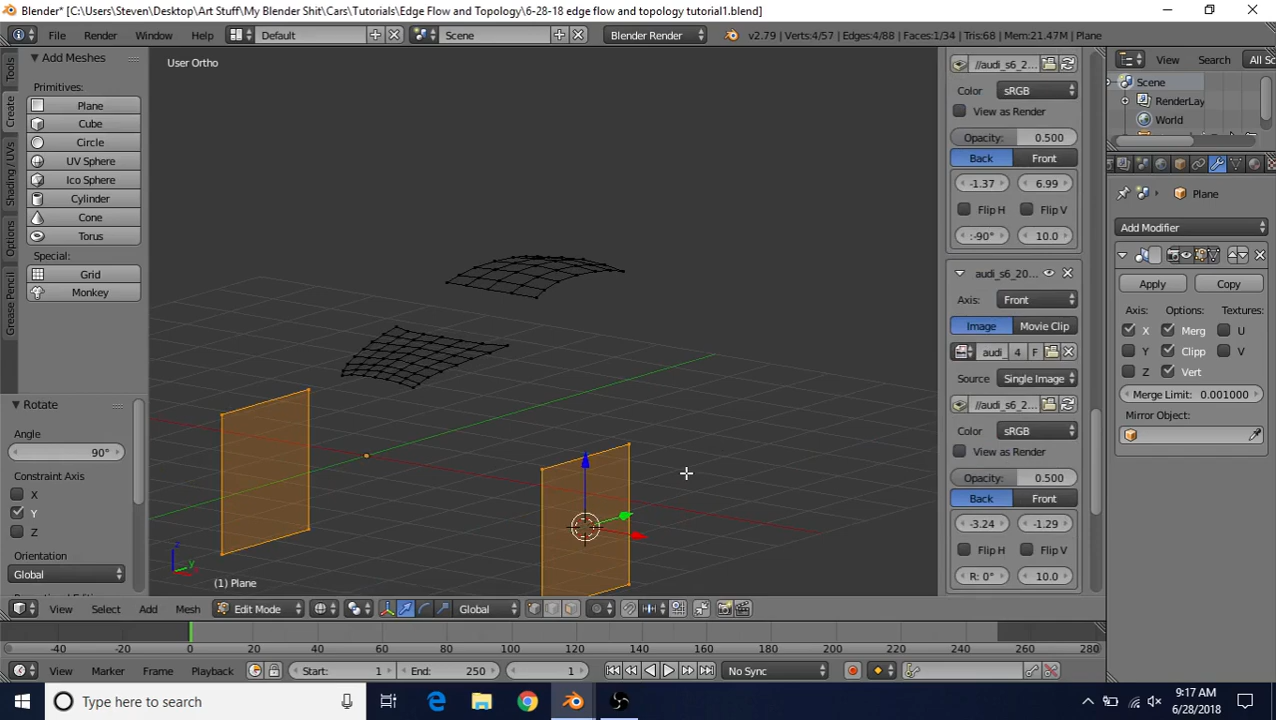 Blender* [C:\Users\Steven\Desktop\Art Stuff\My Blender Shit\Cars\Tutorials\Edge Flow and Topology\6-28-18 edge flow and topology tutorial1.blend]
File Render Window Help Default Scene Blender Render v2.79 | Verts:4/57 | Edges:4/88 | Faces:1/34 | Tris:68 | Mem:21.47M | Plane
Tools
Create
Shading / UVs
Options
Grease Pencil
Add Meshes
Primitives:
Plane
Cube
Circle
UV Sphere
Ico Sphere
Cylinder
Cone
Torus
Special:
Grid
Monkey
Rotate
Angle
90°
Constraint Axis
X
Y
Z
Orientation
Global
User Ortho
z
y
(1) Plane
//audi_s6_2...
Color sRGB
View as Render
Opacity: 0.500
Back Front
-1.37 6.99
Flip H Flip V
:-90° 10.0
audi_s6_20...
Axis: Front
Image Movie Clip
audi_ 4 F
Source Single Image
//audi_s6_2...
Color sRGB
View as Render
Opacity: 0.500
Back Front
-3.24 -1.29
Flip H Flip V
R: 0° 10.0
View Search All Sc
Scene
RenderLay
World
Plane
Add Modifier
Apply Copy
Axis: Options: Textures:
X Merg U
Y Clipp V
Z Vert
Merge Limit: 0.001000
Mirror Object:
View Select Add Mesh Edit Mode Global
-40 -20 0 20 40 60 80 100 120 140 160 180 200 220 240 260 280
View Marker Frame Playback Start: 1 End: 250 1 No Sync
Type here to search
9:17 AM
6/28/2018